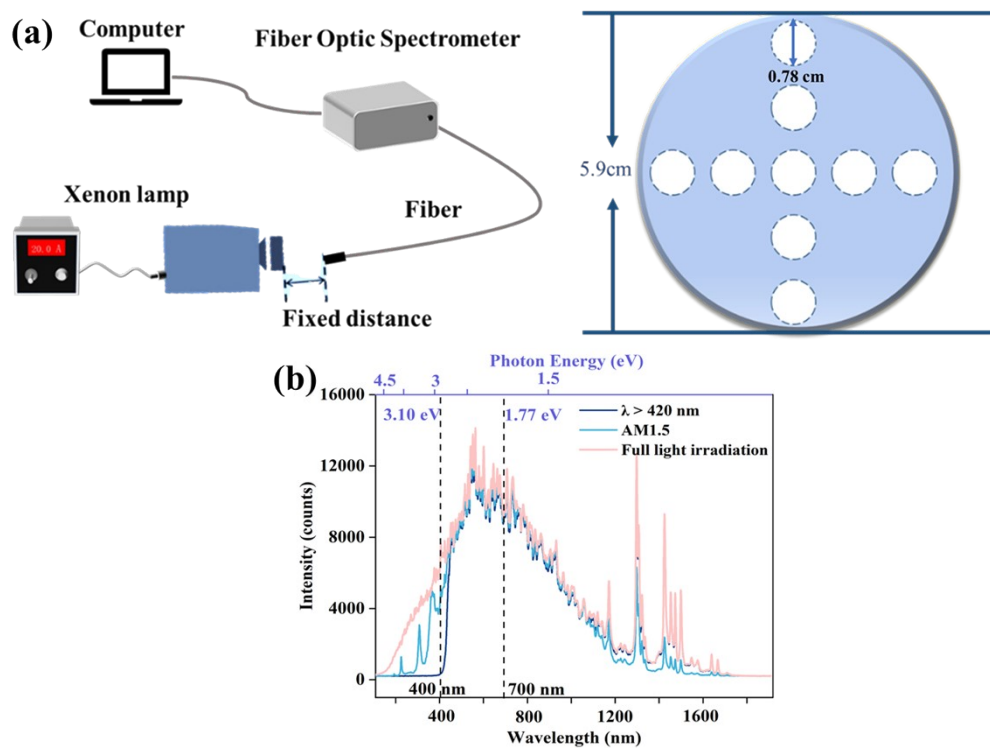 (a)
Computer
Fiber Optic Spectrometer
Xenon lamp
20.0 A
Fiber
Fixed distance
0.78 cm
5.9cm
(b)
Photon Energy (eV)
4.5 3 1.5
16000
3.10 eV 1.77 eV
λ > 420 nm
AM1.5
Full light irradiation
12000
8000
4000
0
Intensity (counts)
400 nm 700 nm
400 800 1200 1600
Wavelength (nm)